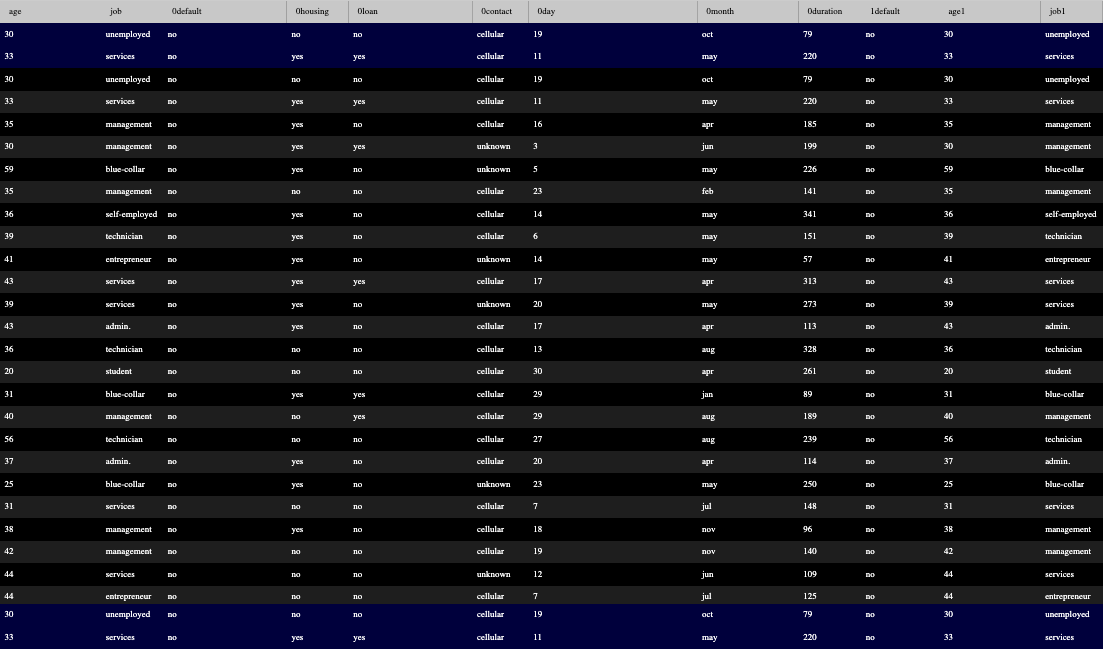 age job 0default 0housing 0loan 0contact 0day 0month 0duration 1default age1 job1
30 unemployed no no no cellular 19 oct 79 no 30 unemployed
33 services no yes yes cellular 11 may 220 no 33 services
30 unemployed no no no cellular 19 oct 79 no 30 unemployed
33 services no yes yes cellular 11 may 220 no 33 services
35 management no yes no cellular 16 apr 185 no 35 management
30 management no yes yes unknown 3 jun 199 no 30 management
59 blue-collar no yes no unknown 5 may 226 no 59 blue-collar
35 management no no no cellular 23 feb 141 no 35 management
36 self-employed no yes no cellular 14 may 341 no 36 self-employed
39 technician no yes no cellular 6 may 151 no 39 technician
41 entrepreneur no yes no unknown 14 may 57 no 41 entrepreneur
43 services no yes yes cellular 17 apr 313 no 43 services
39 services no yes no unknown 20 may 273 no 39 services
43 admin. no yes no cellular 17 apr 113 no 43 admin.
36 technician no no no cellular 13 aug 328 no 36 technician
20 student no no no cellular 30 apr 261 no 20 student
31 blue-collar no yes yes cellular 29 jan 89 no 31 blue-collar
40 management no no yes cellular 29 aug 189 no 40 management
56 technician no no no cellular 27 aug 239 no 56 technician
37 admin. no yes no cellular 20 apr 114 no 37 admin.
25 blue-collar no yes no unknown 23 may 250 no 25 blue-collar
31 services no no no cellular 7 jul 148 no 31 services
38 management no yes no cellular 18 nov 96 no 38 management
42 management no no no cellular 19 nov 140 no 42 management
44 services no no no unknown 12 jun 109 no 44 services
44 entrepreneur no no no cellular 7 jul 125 no 44 entrepreneur
30 unemployed no no no cellular 19 oct 79 no 30 unemployed
33 services no yes yes cellular 11 may 220 no 33 services